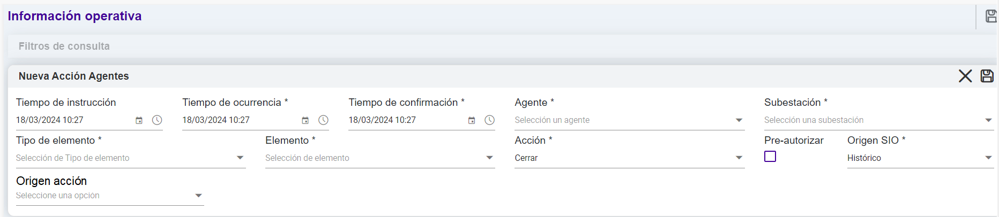 Información operativa
Filtros de consulta
Nueva Acción Agentes
Tiempo de instrucción Tiempo de ocurrencia * Tiempo de confirmación * Agente * Subestación *
18/03/2024 10:27 18/03/2024 10:27 18/03/2024 10:27 Selección un agente Selección una subestación
Tipo de elemento * Elemento * Acción * Pre-autorizar Origen SIO *
Selección de Tipo de elemento Selección de elemento Cerrar Histórico
Origen acción
Seleccione una opción